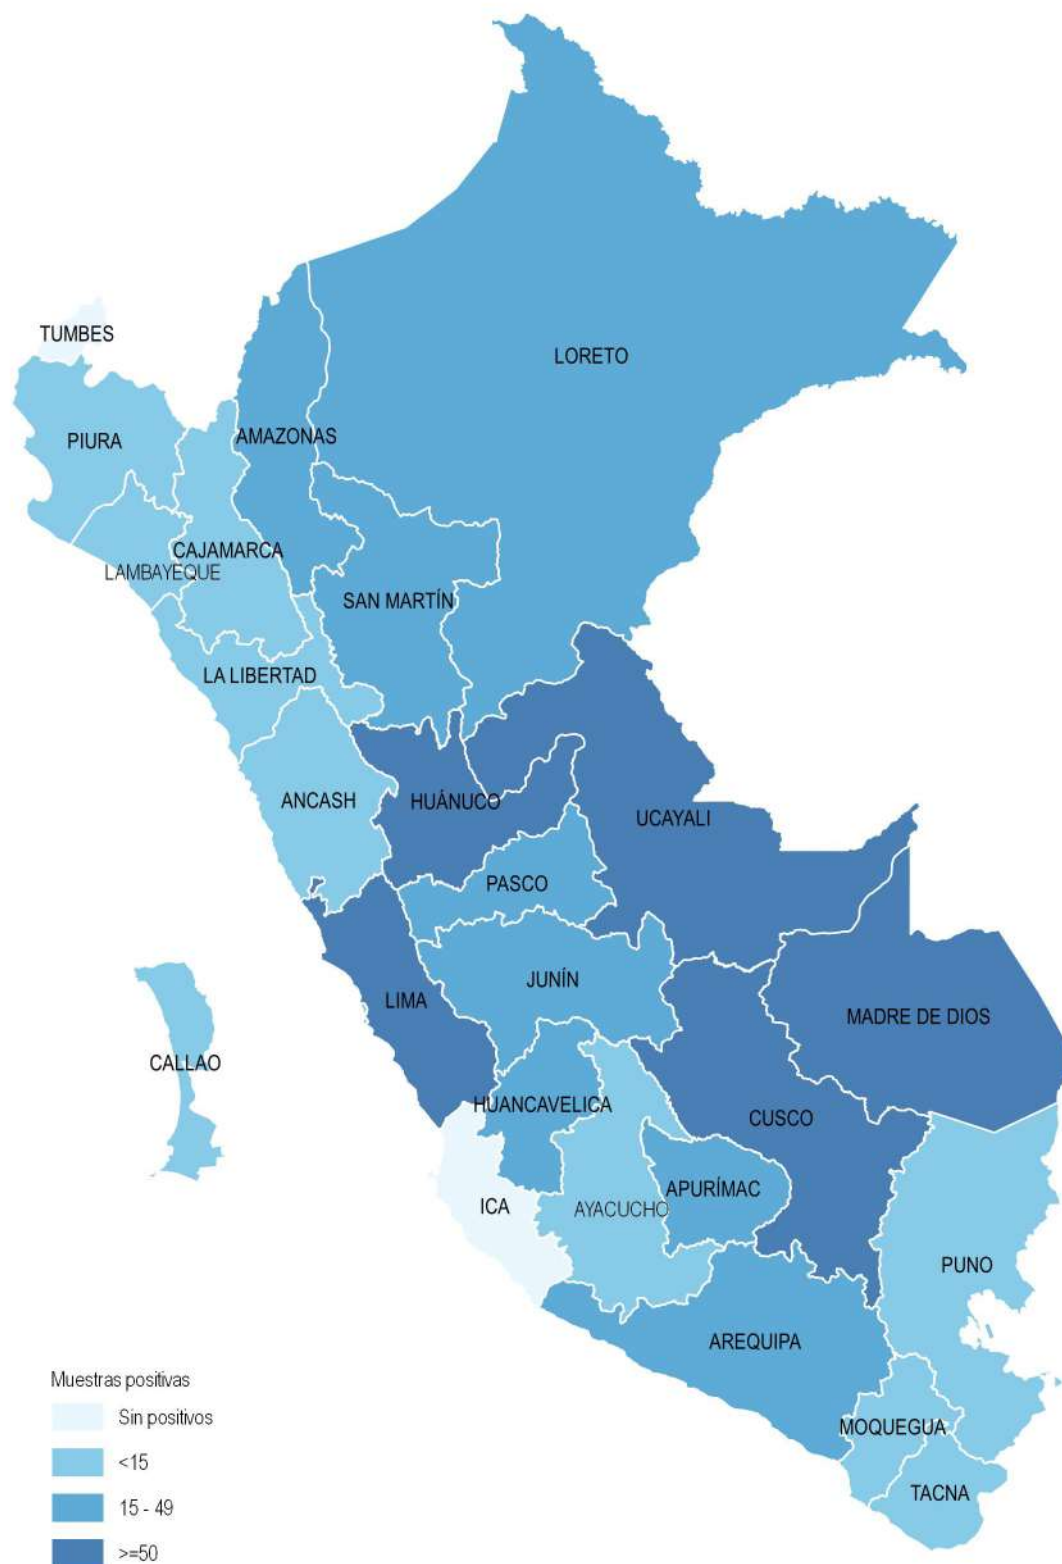 TUMBES
LORETO
PIURA
AMAZONAS
CAJAMARCA
LAMBAYEQUE
SAN MARTÍN
LA LIBERTAD
ANCASH
HUÁNUCO
UCAYALI
PASCO
JUNÍN
LIMA
MADRE DE DIOS
CALLAO
HUANCAVELICA
CUSCO
APURÍMAC
ICA
AYACUCHO
PUNO
AREQUIPA
MOQUEGUA
TACNA
Muestras positivas
Sin positivos
<15
15 - 49
>=50